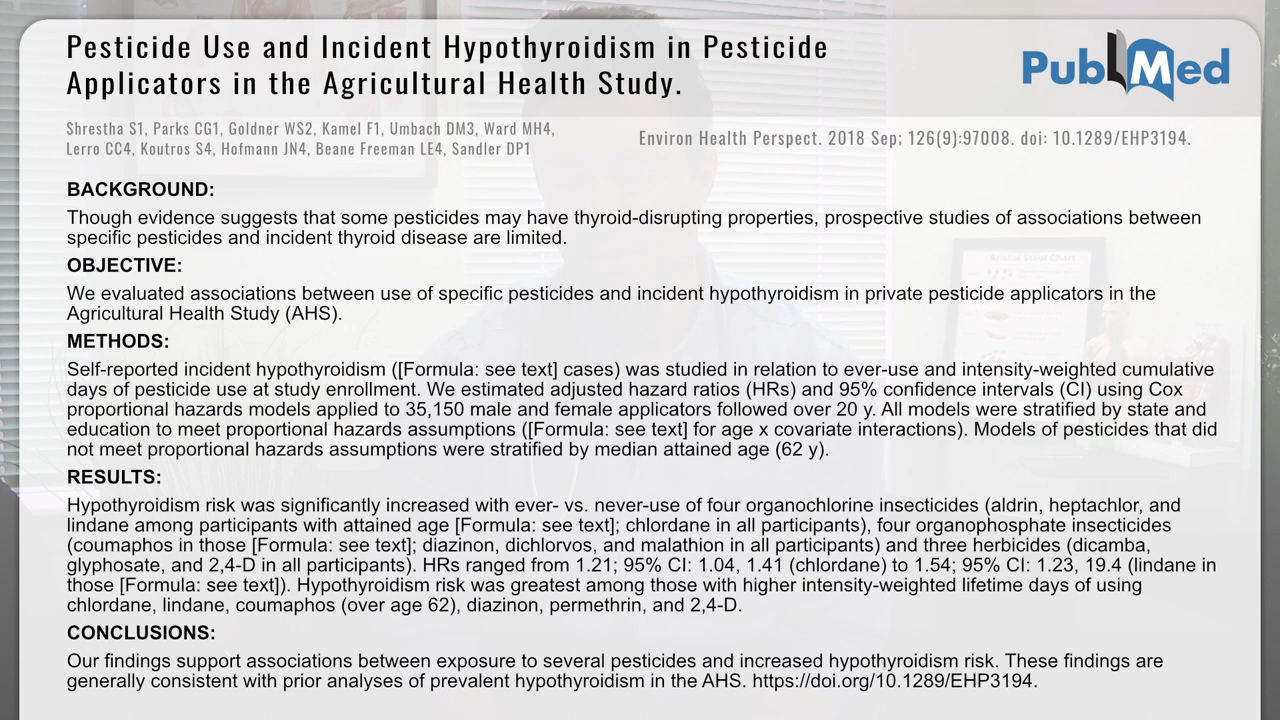 Pesticide Use and Incident Hypothyroidism in Pesticide
Applicators in the Agricultural Health Study.
PubMed
Shrestha S1, Parks CG1, Goldner WS2, Kamel F1, Umbach DM3, Ward MH4,
Lerro CC4, Koutros S4, Hofmann JN4, Beane Freeman LE4, Sandler DP1
Environ Health Perspect. 2018 Sep; 126(9):97008. doi: 10.1289/EHP3194.
BACKGROUND:
Though evidence suggests that some pesticides may have thyroid-disrupting properties, prospective studies of associations between
specific pesticides and incident thyroid disease are limited.
OBJECTIVE:
We evaluated associations between use of specific pesticides and incident hypothyroidism in private pesticide applicators in the
Agricultural Health Study (AHS).
METHODS:
Self-reported incident hypothyroidism ([Formula: see text] cases) was studied in relation to ever-use and intensity-weighted cumulative
days of pesticide use at study enrollment. We estimated adjusted hazard ratios (HRs) and 95% confidence intervals (CI) using Cox
proportional hazards models applied to 35,150 male and female applicators followed over 20 y. All models were stratified by state and
education to meet proportional hazards assumptions ([Formula: see text] for age x covariate interactions). Models of pesticides that did
not meet proportional hazards assumptions were stratified by median attained age (62 y).
RESULTS:
Hypothyroidism risk was significantly increased with ever- vs. never-use of four organochlorine insecticides (aldrin, heptachlor, and
lindane among participants with attained age [Formula: see text]; chlordane in all participants), four organophosphate insecticides
(coumaphos in those [Formula: see text]; diazinon, dichlorvos, and malathion in all participants) and three herbicides (dicamba,
glyphosate, and 2,4-D in all participants). HRs ranged from 1.21; 95% CI: 1.04, 1.41 (chlordane) to 1.54; 95% CI: 1.23, 19.4 (lindane in
those [Formula: see text]). Hypothyroidism risk was greatest among those with higher intensity-weighted lifetime days of using
chlordane, lindane, coumaphos (over age 62), diazinon, permethrin, and 2,4-D.
CONCLUSIONS:
Our findings support associations between exposure to several pesticides and increased hypothyroidism risk. These findings are
generally consistent with prior analyses of prevalent hypothyroidism in the AHS. https://doi.org/10.1289/EHP3194.
Bristol Stool Chart